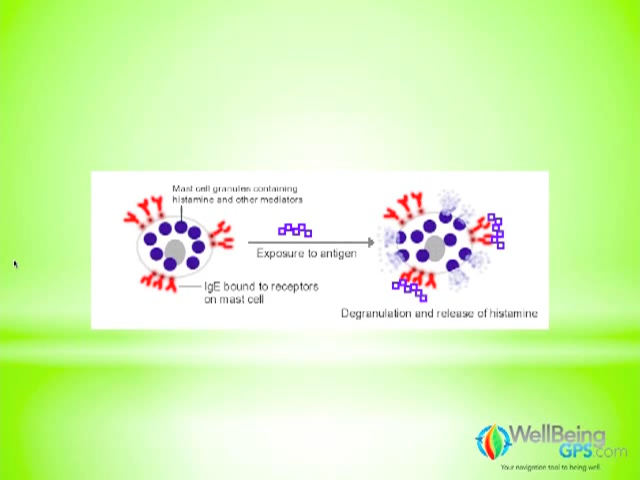 Mast cell granules containing
histamine and other mediators
Exposure to antigen
IgE bound to receptors
on mast cell
Degranulation and release of histamine
WellBeing
GPS.com
Your navigation tool to being well.